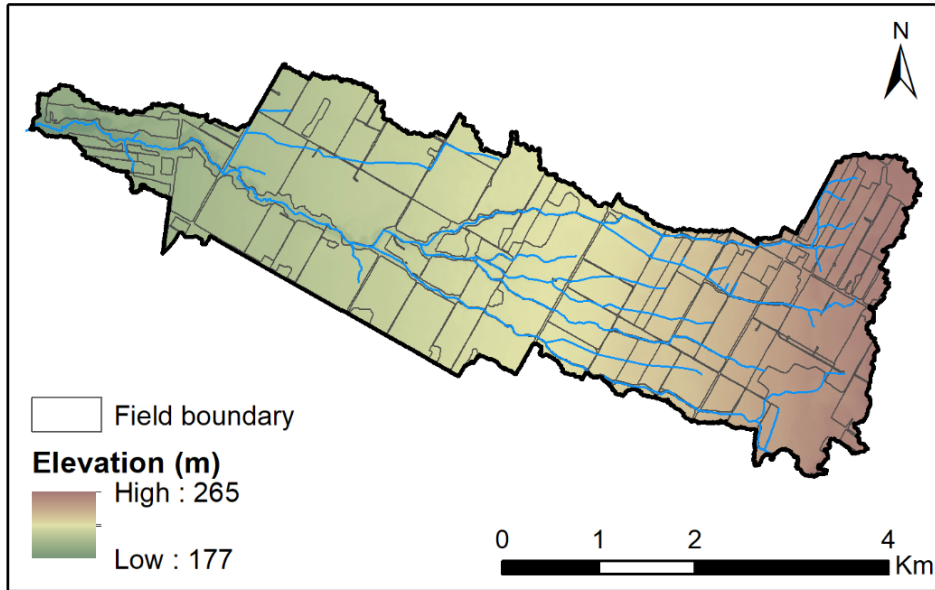 N
Field boundary
Elevation (m)
High : 265
Low : 177
0 1 2 4
Km